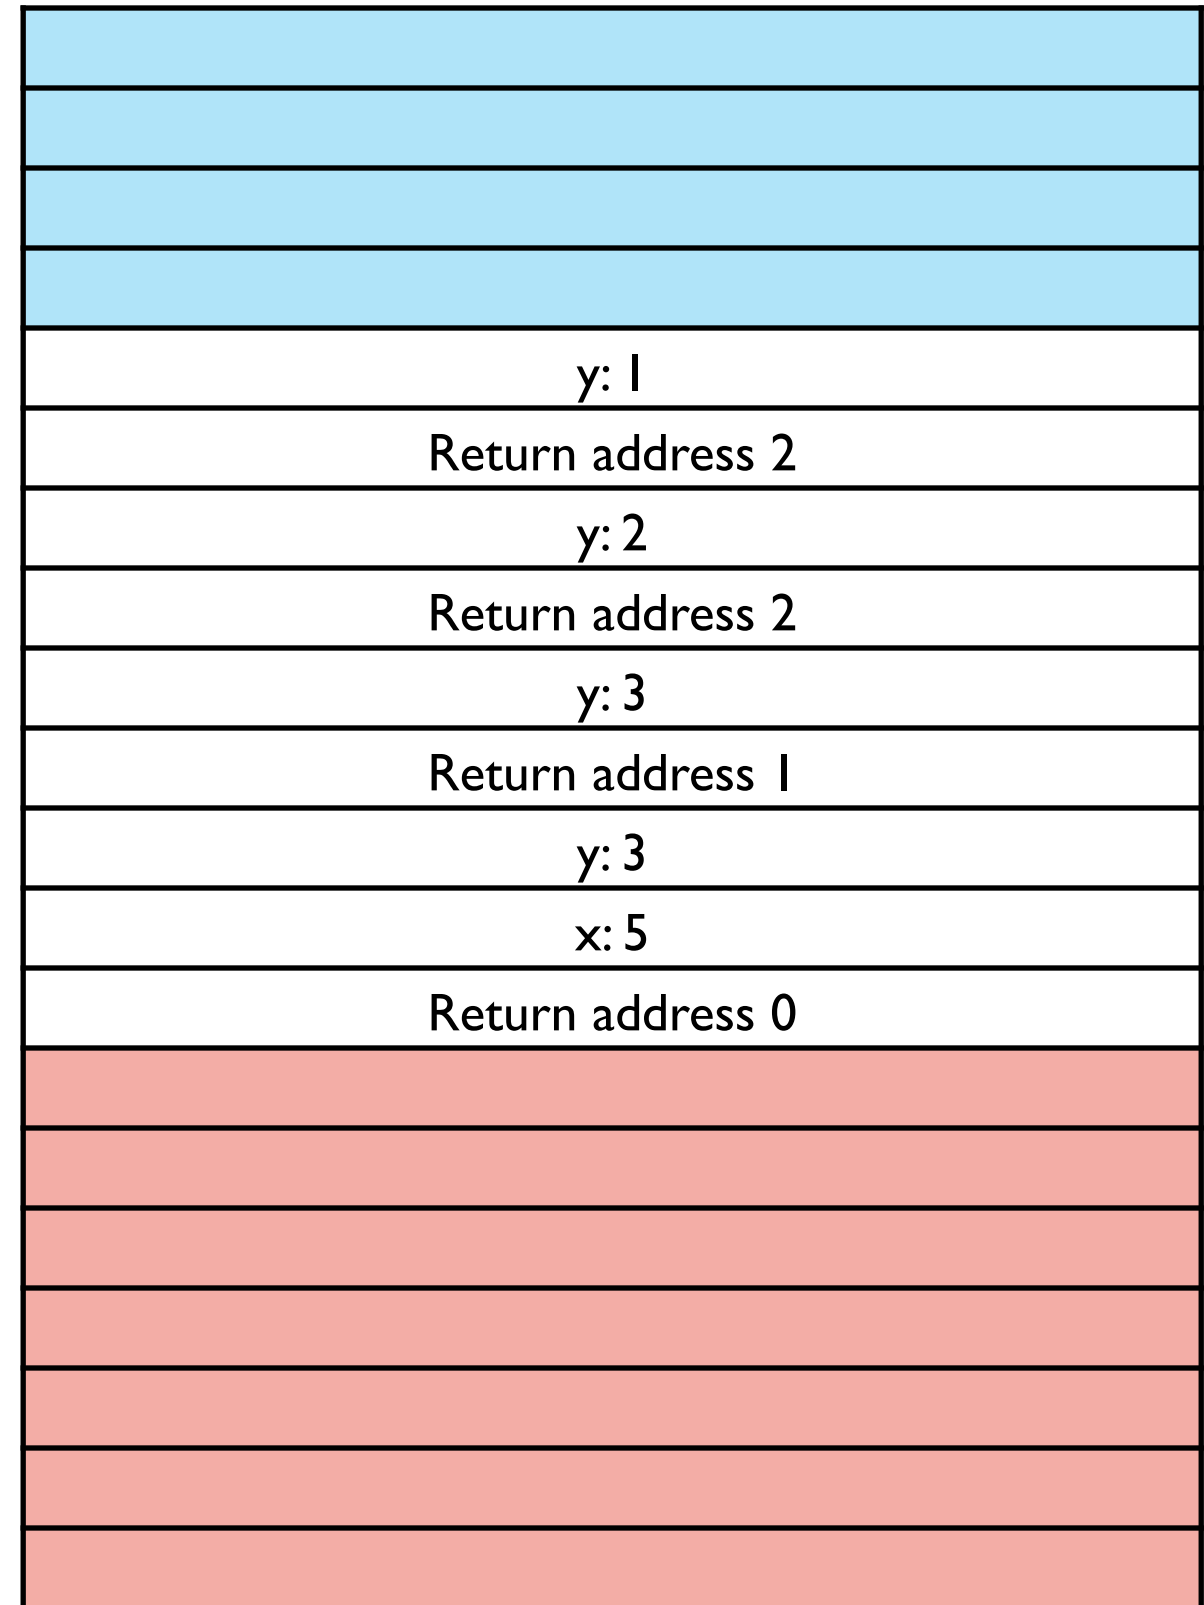 y: 1
Return address 2
y: 2
Return address 2
y: 3
Return address 1
y: 3
x: 5
Return address 0